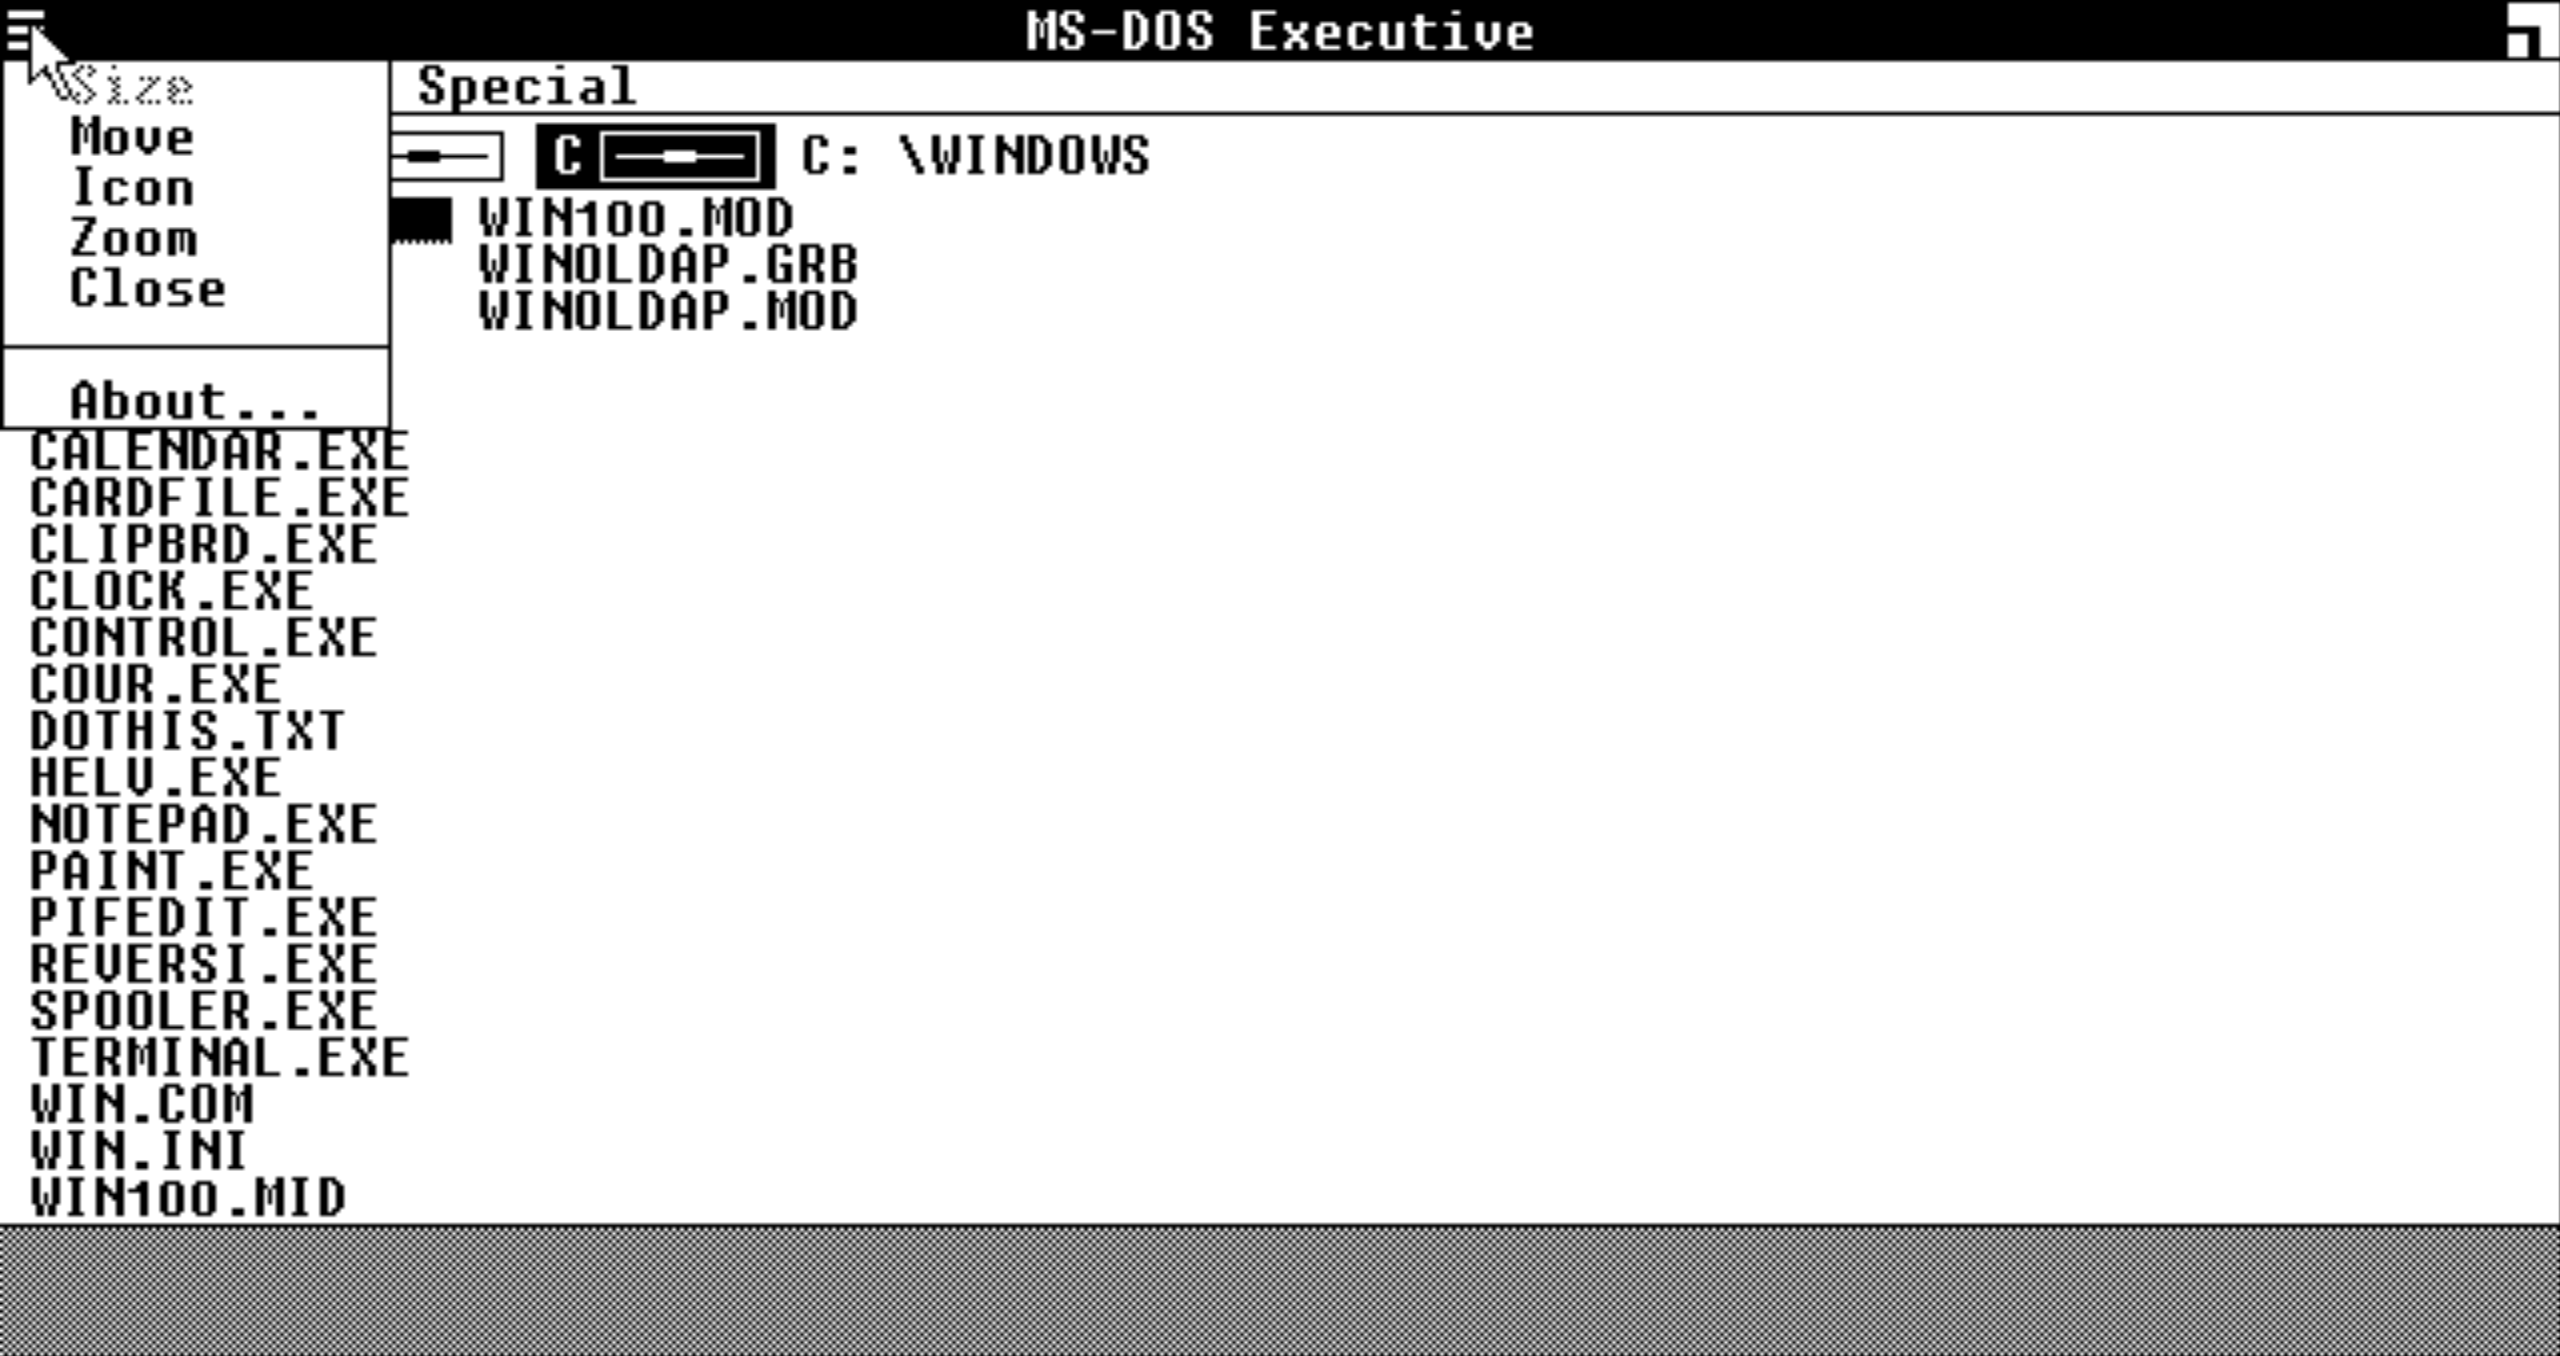 MS-DOS Executive
Size
Special
Move
C C: \WINDOWS
Icon
WIN100.MOD
Zoom
WINOLDAP.GRB
Close
WINOLDAP.MOD
About...
CALENDAR.EXE
CARDFILE.EXE
CLIPBRD.EXE
CLOCK.EXE
CONTROL.EXE
COUR.EXE
DOTHIS.TXT
HELV.EXE
NOTEPAD.EXE
PAINT.EXE
PIFEDIT.EXE
REVERSI.EXE
SPOOLER.EXE
TERMINAL.EXE
WIN.COM
WIN.INI
WIN100.MID